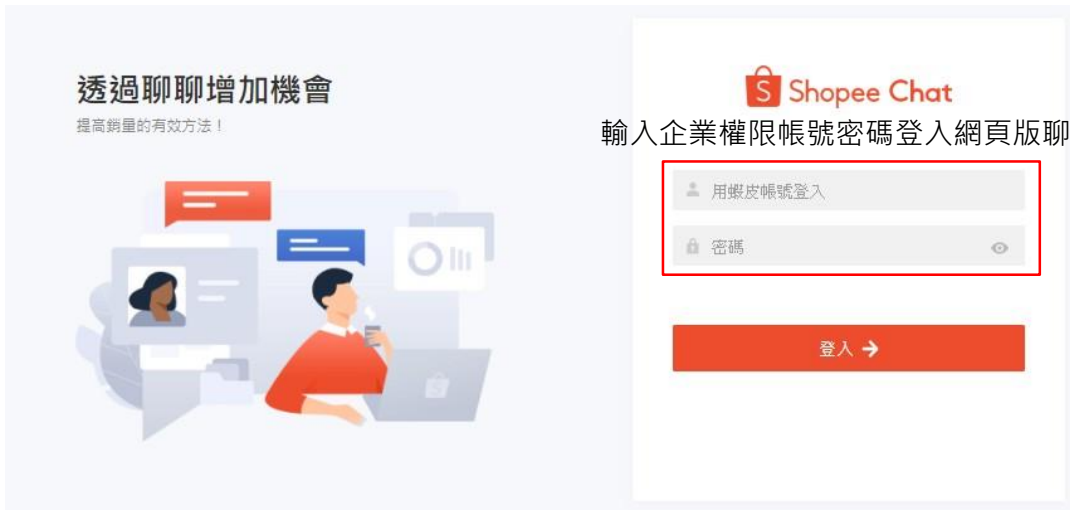 透過聊聊增加機會
提高銷量的有效方法！
S Shopee Chat
輸入企業權限帳號密碼登入網頁版聊
用蝦皮帳號登入
密碼
登入 →
S